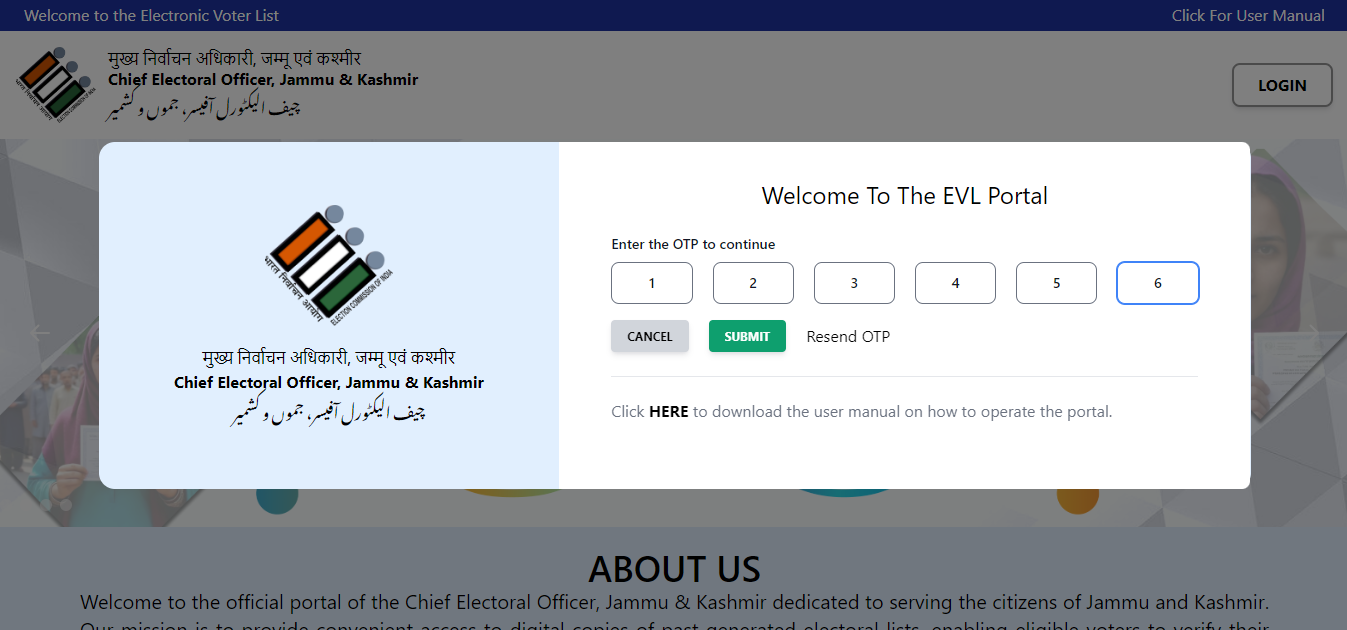 Welcome to the Electronic Voter List
Click For User Manual
मुख्य निर्वाचन अधिकारी, जम्मू एवं कश्मीर
Chief Electoral Officer, Jammu & Kashmir
چیف الیکٹورل آفیسر، جموں و کشمیر
LOGIN
भारत निर्वाचन आयोग
ELECTION COMMISSION OF INDIA
मुख्य निर्वाचन अधिकारी, जम्मू एवं कश्मीर
Chief Electoral Officer, Jammu & Kashmir
چیف الیکٹورل آفیسر، جموں و کشمیر
Welcome To The EVL Portal
Enter the OTP to continue
1 2 3 4 5 6
CANCEL SUBMIT Resend OTP
Click HERE to download the user manual on how to operate the portal.
ABOUT US
Welcome to the official portal of the Chief Electoral Officer, Jammu & Kashmir dedicated to serving the citizens of Jammu and Kashmir.
Our mission is to provide convenient access to digital copies of past generated electoral lists, enabling eligible voters to verify their